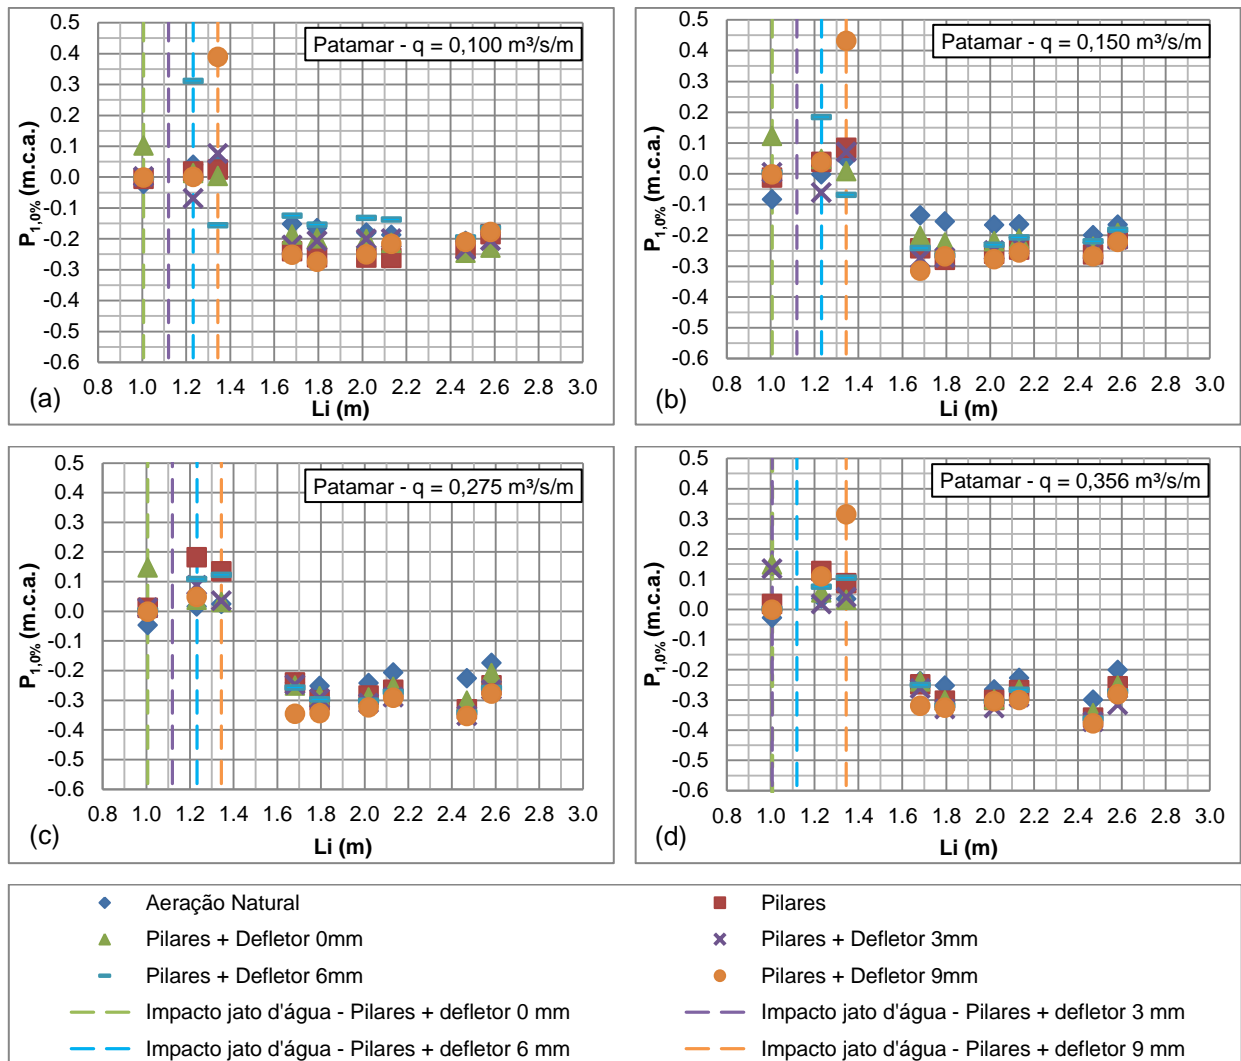 Patamar - q = 0,100 m³/s/m
P1,0% (m.c.a.)
0.5
0.4
0.3
0.2
0.1
0.0
-0.1
-0.2
-0.3
-0.4
-0.5
-0.6
0.8 1.0 1.2 1.4 1.6 1.8 2.0 2.2 2.4 2.6 2.8 3.0
Li (m)
(a)
Patamar - q = 0,150 m³/s/m
P1,0% (m.c.a.)
0.5
0.4
0.3
0.2
0.1
0.0
-0.1
-0.2
-0.3
-0.4
-0.5
-0.6
0.8 1.0 1.2 1.4 1.6 1.8 2.0 2.2 2.4 2.6 2.8 3.0
Li (m)
(b)
Patamar - q = 0,275 m³/s/m
P1,0% (m.c.a.)
0.5
0.4
0.3
0.2
0.1
0.0
-0.1
-0.2
-0.3
-0.4
-0.5
-0.6
0.8 1.0 1.2 1.4 1.6 1.8 2.0 2.2 2.4 2.6 2.8 3.0
Li (m)
(c)
Patamar - q = 0,356 m³/s/m
P1,0% (m.c.a.)
0.5
0.4
0.3
0.2
0.1
0.0
-0.1
-0.2
-0.3
-0.4
-0.5
-0.6
0.8 1.0 1.2 1.4 1.6 1.8 2.0 2.2 2.4 2.6 2.8 3.0
Li (m)
(d)
Aeração Natural
Pilares
Pilares + Defletor 0mm
Pilares + Defletor 3mm
Pilares + Defletor 6mm
Pilares + Defletor 9mm
Impacto jato d'água - Pilares + defletor 0 mm
Impacto jato d'água - Pilares + defletor 3 mm
Impacto jato d'água - Pilares + defletor 6 mm
Impacto jato d'água - Pilares + defletor 9 mm